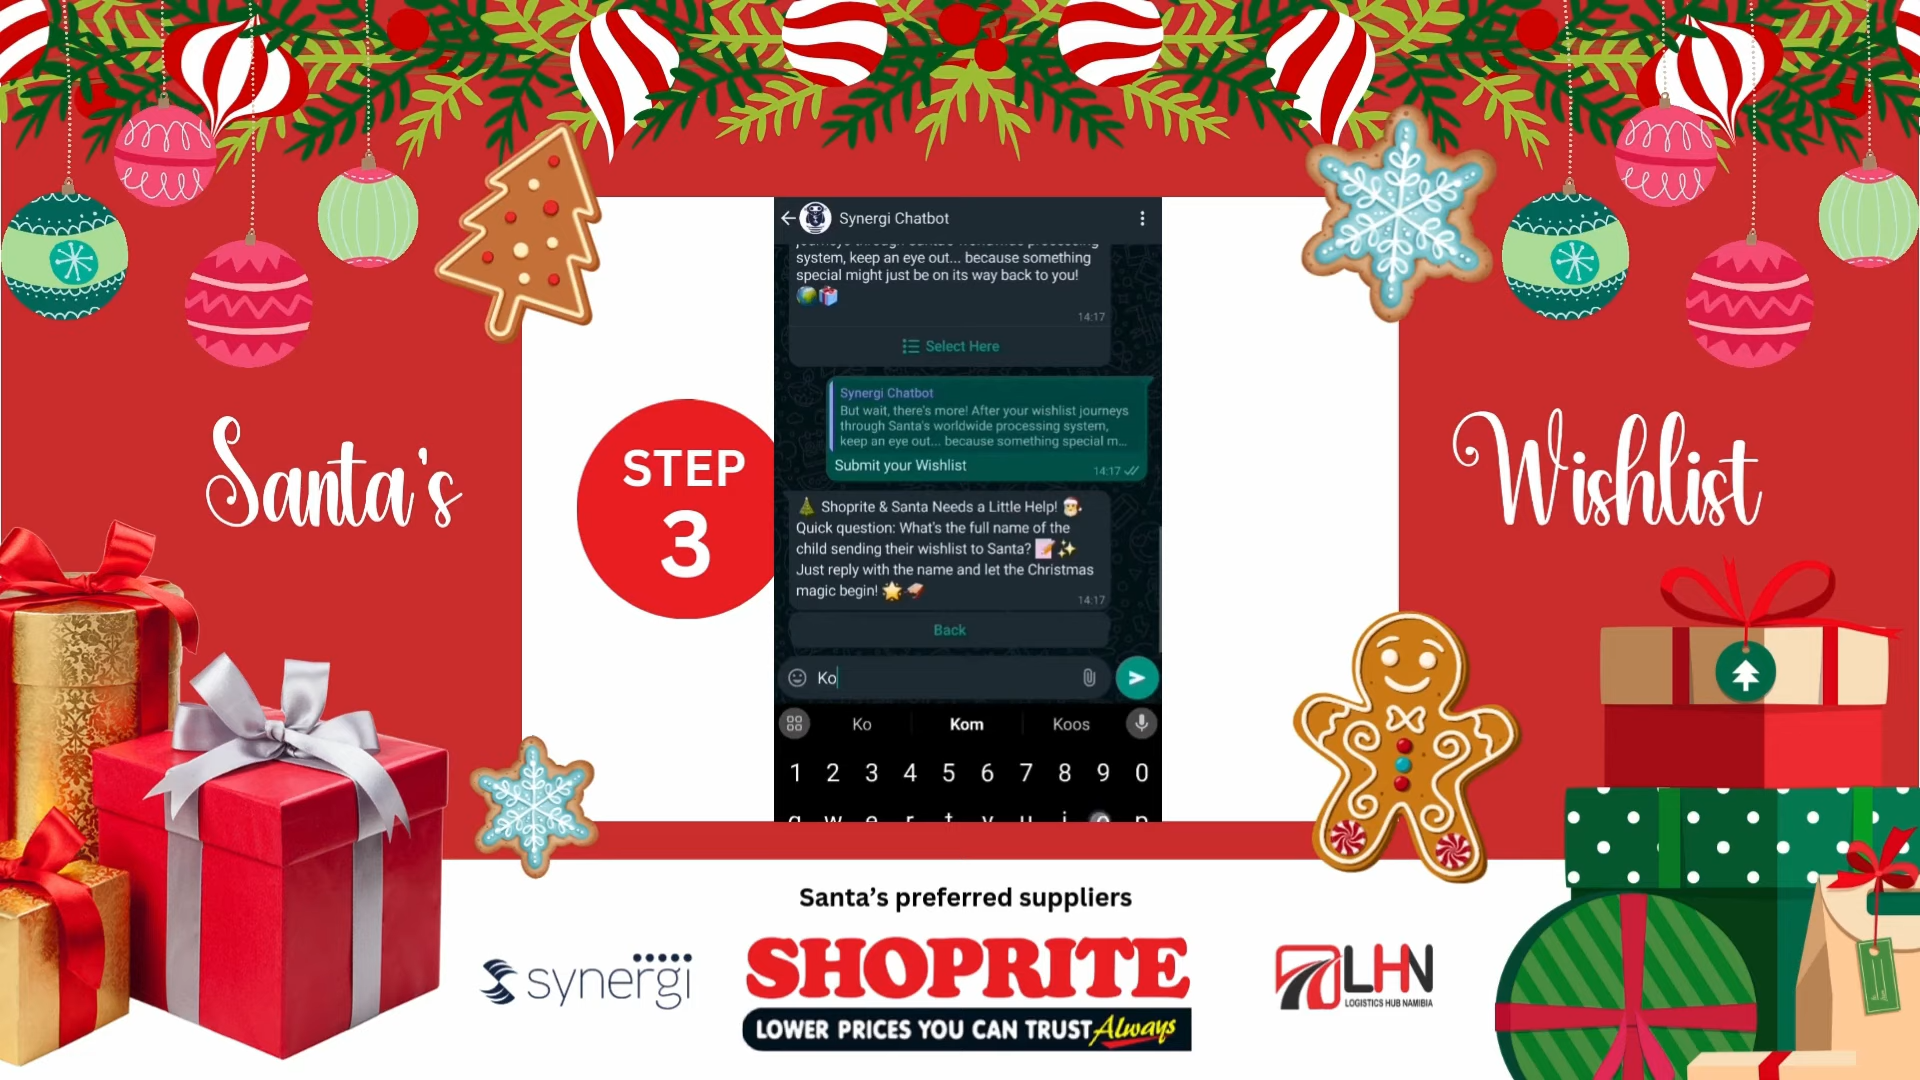 Santa's
Wishlist
STEP
3
Synergi Chatbot
system, keep an eye out... because something
special might just be on its way back to you!
14:17
Select Here
Synergi Chatbot
But wait, there's more! After your wishlist journeys
through Santa's worldwide processing system,
keep an eye out... because something special m...
Submit your Wishlist
14:17
Shoprite & Santa Needs a Little Help!
Quick question: What's the full name of the
child sending their wishlist to Santa?
Just reply with the name and let the Christmas
magic begin!
14:17
Back
Ko
Ko Kom Koos
1 2 3 4 5 6 7 8 9 0
q w e r t y u i o p
Santa's preferred suppliers
synergi
SHOPRITE
LOWER PRICES YOU CAN TRUST Always
LHN
LOGISTICS HUB NAMIBIA